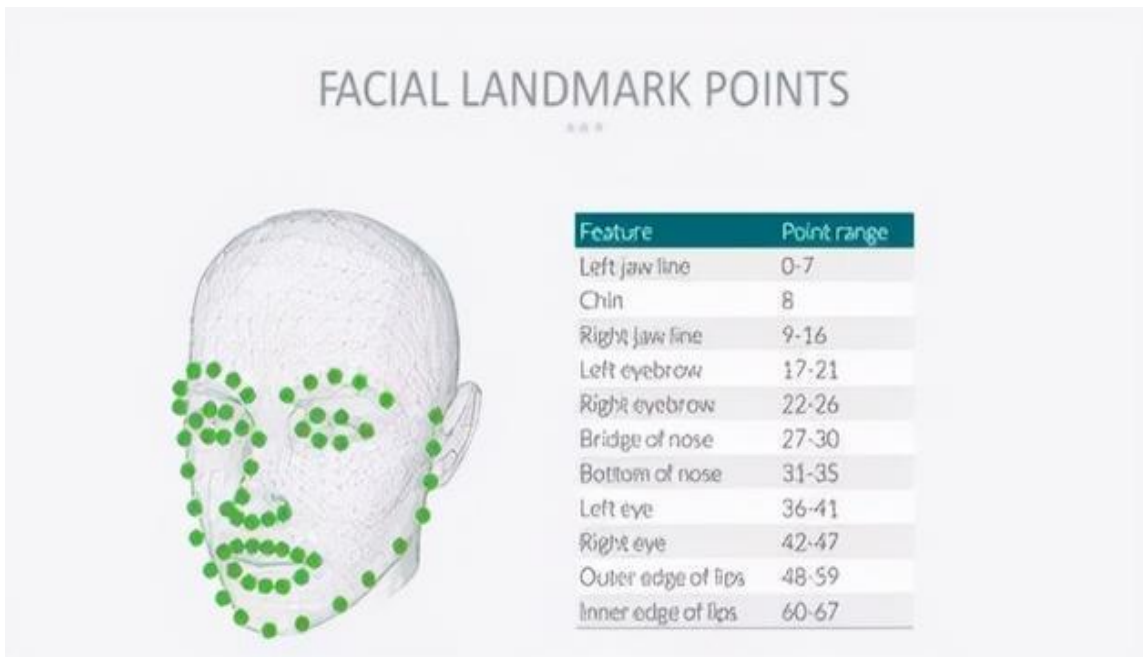 FACIAL LANDMARK POINTS
Feature Point range
Left jaw line 0-7
Chin 8
Right jaw line 9-16
Left eyebrow 17-21
Right eyebrow 22-26
Bridge of nose 27-30
Bottom of nose 31-35
Left eye 36-41
Right eye 42-47
Outer edge of lips 48-59
Inner edge of lips 60-67